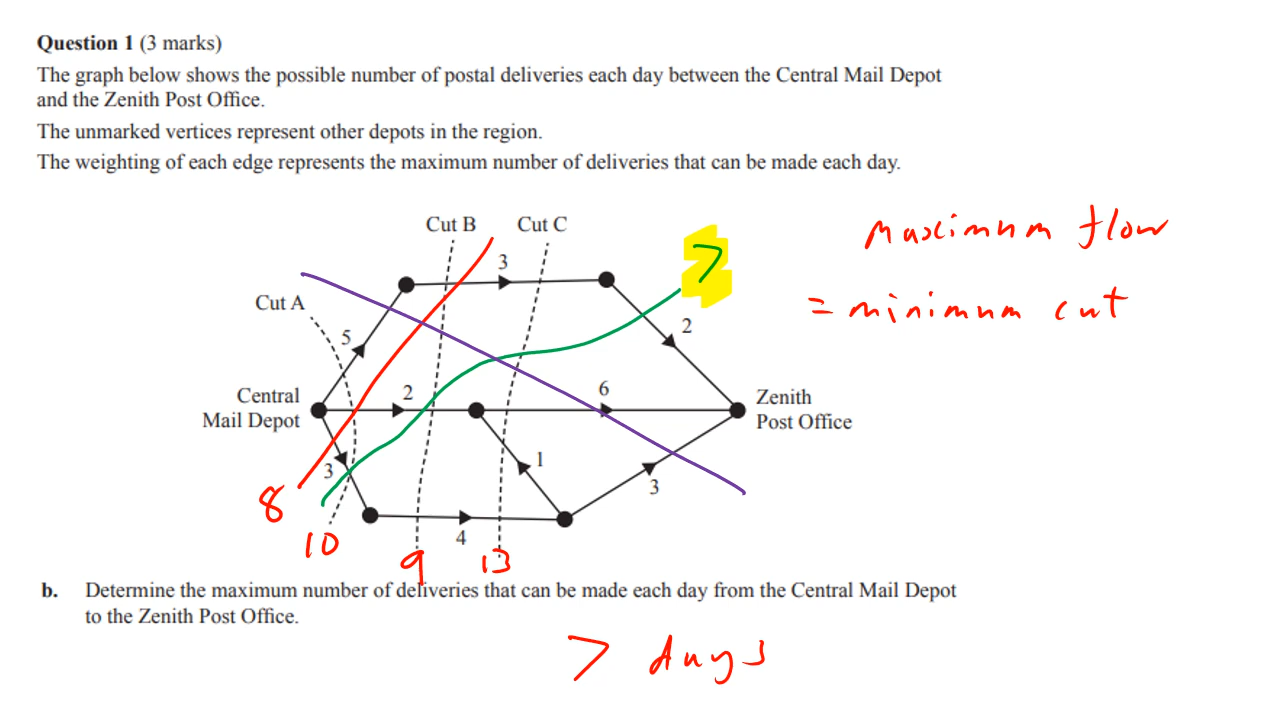 Question 1 (3 marks)
The graph below shows the possible number of postal deliveries each day between the Central Mail Depot
and the Zenith Post Office.
The unmarked vertices represent other depots in the region.
The weighting of each edge represents the maximum number of deliveries that can be made each day.
Cut B
Cut C
7
maximum flow
= minimum cut
3
Cut A
5
2
Central
Mail Depot
2
6
Zenith
Post Office
3
1
3
8
10
4
9
13
b. Determine the maximum number of deliveries that can be made each day from the Central Mail Depot
to the Zenith Post Office.
7 days